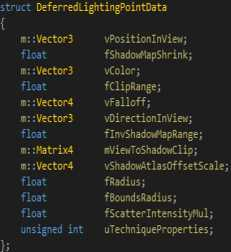 struct DeferredLightingPointData
{
m::Vector3 vPositionInView;
float fShadowMapShrink;
m::Vector3 vColor;
float fClipRange;
m::Vector4 vFalloff;
m::Vector3 vDirectionInView;
float fInvShadowMapRange;
m::Matrix4 mViewToShadowClip;
m::Vector4 vShadowAtlasOffsetScale;
float fRadius;
float fBoundsRadius;
float fScatterIntensityMul;
unsigned int uTechniqueProperties;
};